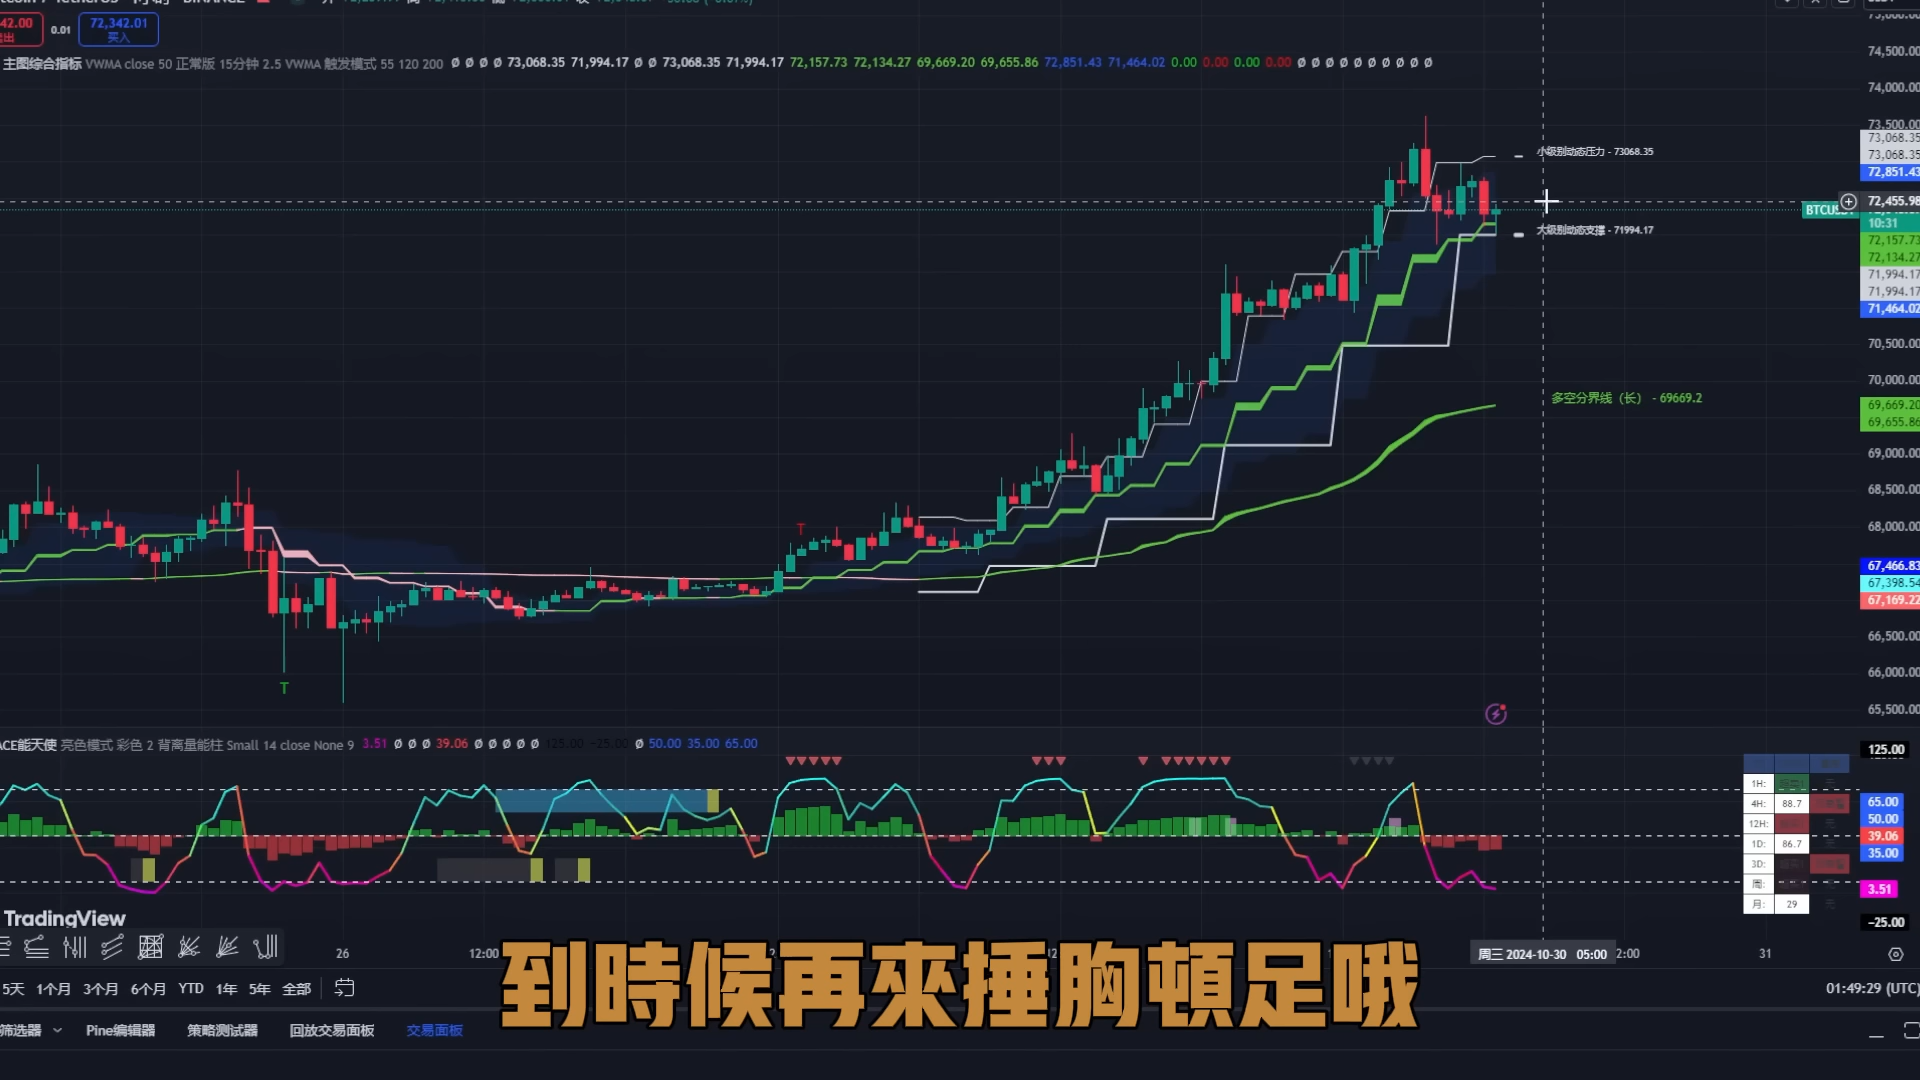 BINANCE
42.00
0.01
72,342.01
买入
主图综合指标 VWMA close 50 正常版 15分钟 2.5 VWMA 触发模式 55 120 200 ø ø ø ø 73,068.35 71,994.17 ø ø 73,068.35 71,994.17 72,157.73 72,134.27 69,669.20 69,655.86 72,851.43 71,464.02 0.00 0.00 0.00 0.00 ø ø ø ø ø ø ø ø ø ø
74,500.00
74,000.00
73,500.00
73,068.35
小级别动态压力 - 73068.35
73,068.35
72,851.43
72,455.98
BTCUS
10:31
大级别动态支撑 - 71994.17
72,157.73
72,134.27
71,994.17
71,994.17
71,464.02
70,500.00
70,000.00
多空分界线（长） - 69669.2
69,669.20
69,655.86
69,000.00
68,500.00
68,000.00
T
67,466.83
67,398.54
67,169.22
66,500.00
66,000.00
T
65,500.00
ACE能天使 亮色模式 彩色 2 背离量能柱 Small 14 close None 9 3.51 ø ø ø 39.06 ø ø ø ø ø 125.00 −25.00 ø 50.00 35.00 65.00
125.00
1H:
4H: 88.7
12H:
1D: 86.7
3D:
周:
月: 29
65.00
50.00
39.06
35.00
3.51
−25.00
TradingView
26
12:00
周三 2024-10-30 05:00
2:00
31
到時候再來捶胸頓足哦
5天 1个月 3个月 6个月 YTD 1年 5年 全部
01:49:29 (UTC)
筛选器 Pine编辑器 策略测试器 回放交易面板 交易面板